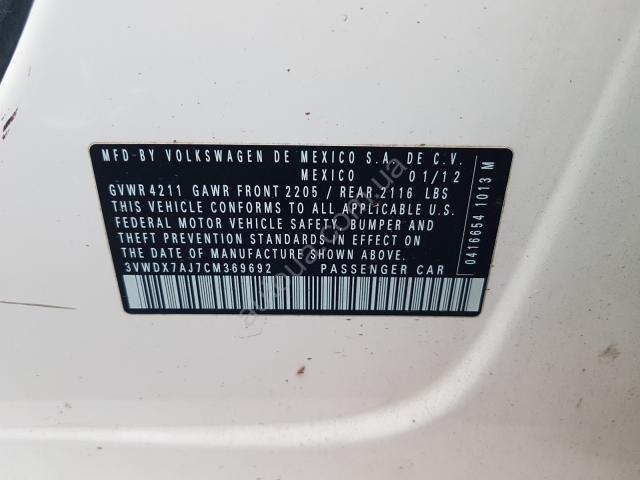 MFD.BY VOLKSWAGEN DE MEXICO S.A. DE C.V.
MEXICO 01/12
GVWR 4211 GAWR FRONT 2205 / REAR 2116 LBS
THIS VEHICLE CONFORMS TO ALL APPLICABLE U.S.
FEDERAL MOTOR VEHICLE SAFETY, BUMPER AND
THEFT PREVENTION STANDARDS IN EFFECT ON
THE DATE OF MANUFACTURE SHOWN ABOVE.
3VWDX7AJ7CM369692 PASSENGER CAR
0416654 1013 M